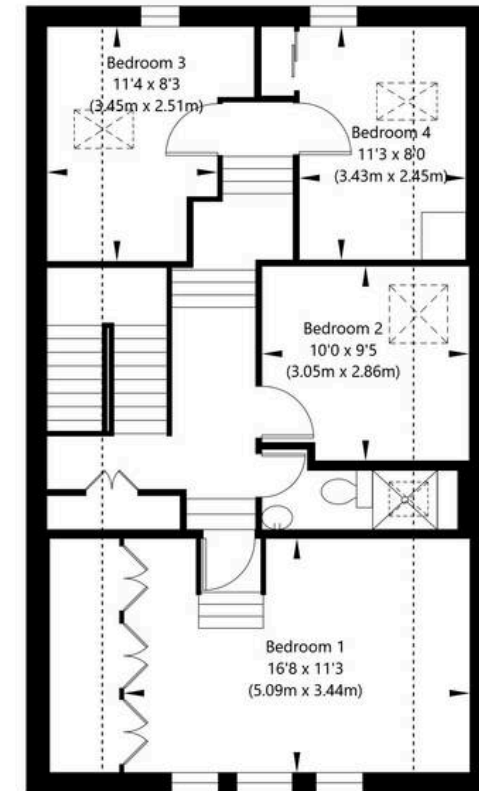 Bedroom 3
11'4 x 8'3
(3.45m x 2.51m)
Bedroom 4
11'3 x 8'0
(3.43m x 2.45m)
Bedroom 2
10'0 x 9'5
(3.05m x 2.86m)
Bedroom 1
16'8 x 11'3
(5.09m x 3.44m)